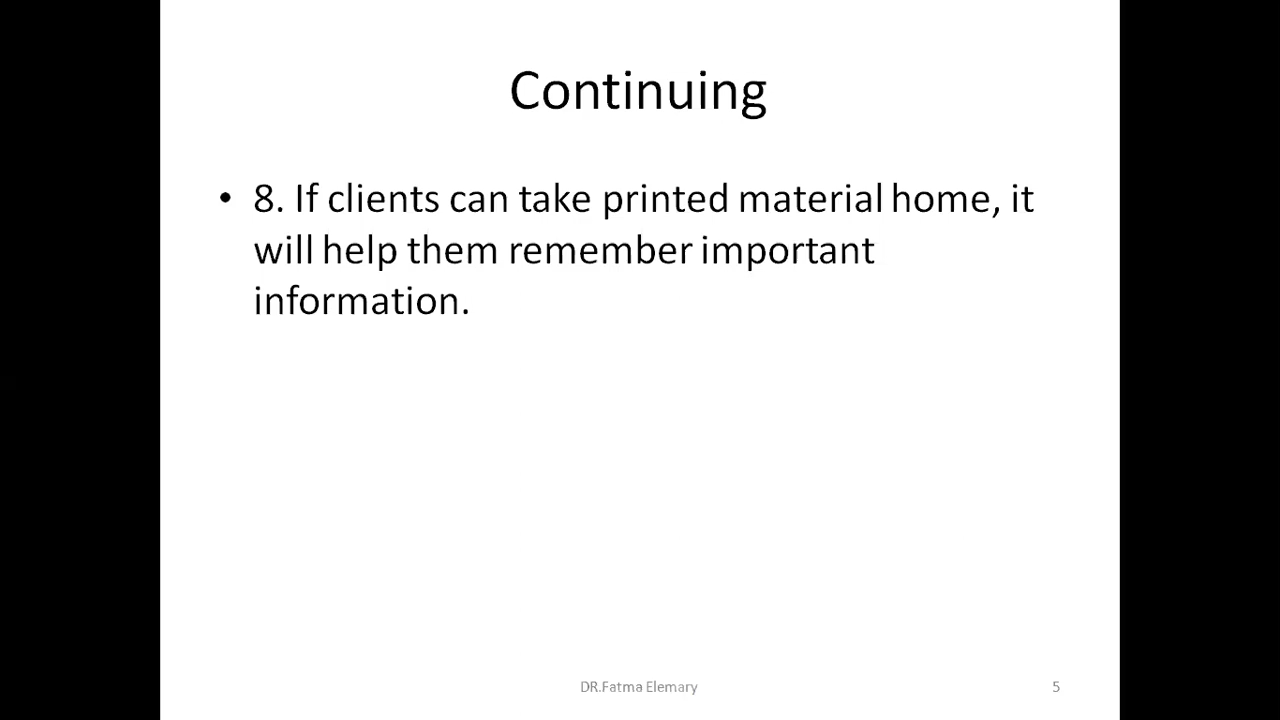 Continuing
• 8. If clients can take printed material home, it
will help them remember important
information.
DR.Fatma Elemary
5